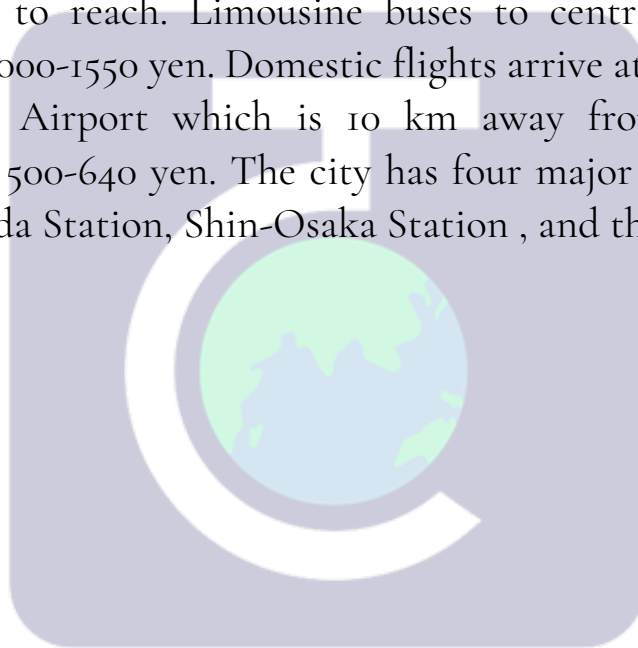 to reach. Limousine buses to centr
000-1550 yen. Domestic flights arrive at
Airport which is 10 km away fro
500-640 yen. The city has four major
da Station, Shin-Osaka Station , and th